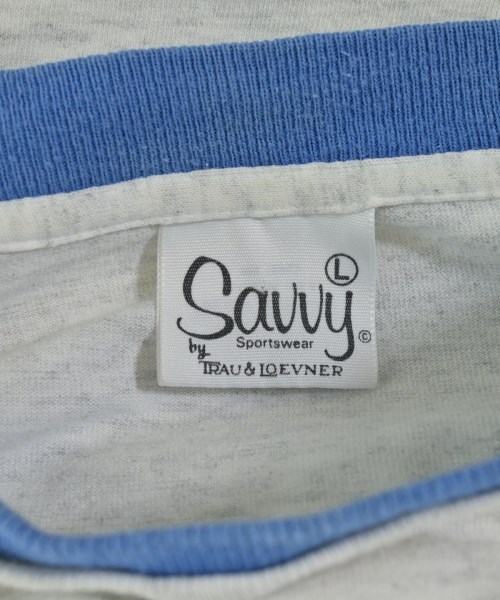 L
Savvy ©
Sportswear
by
TRAU & LOEVNER